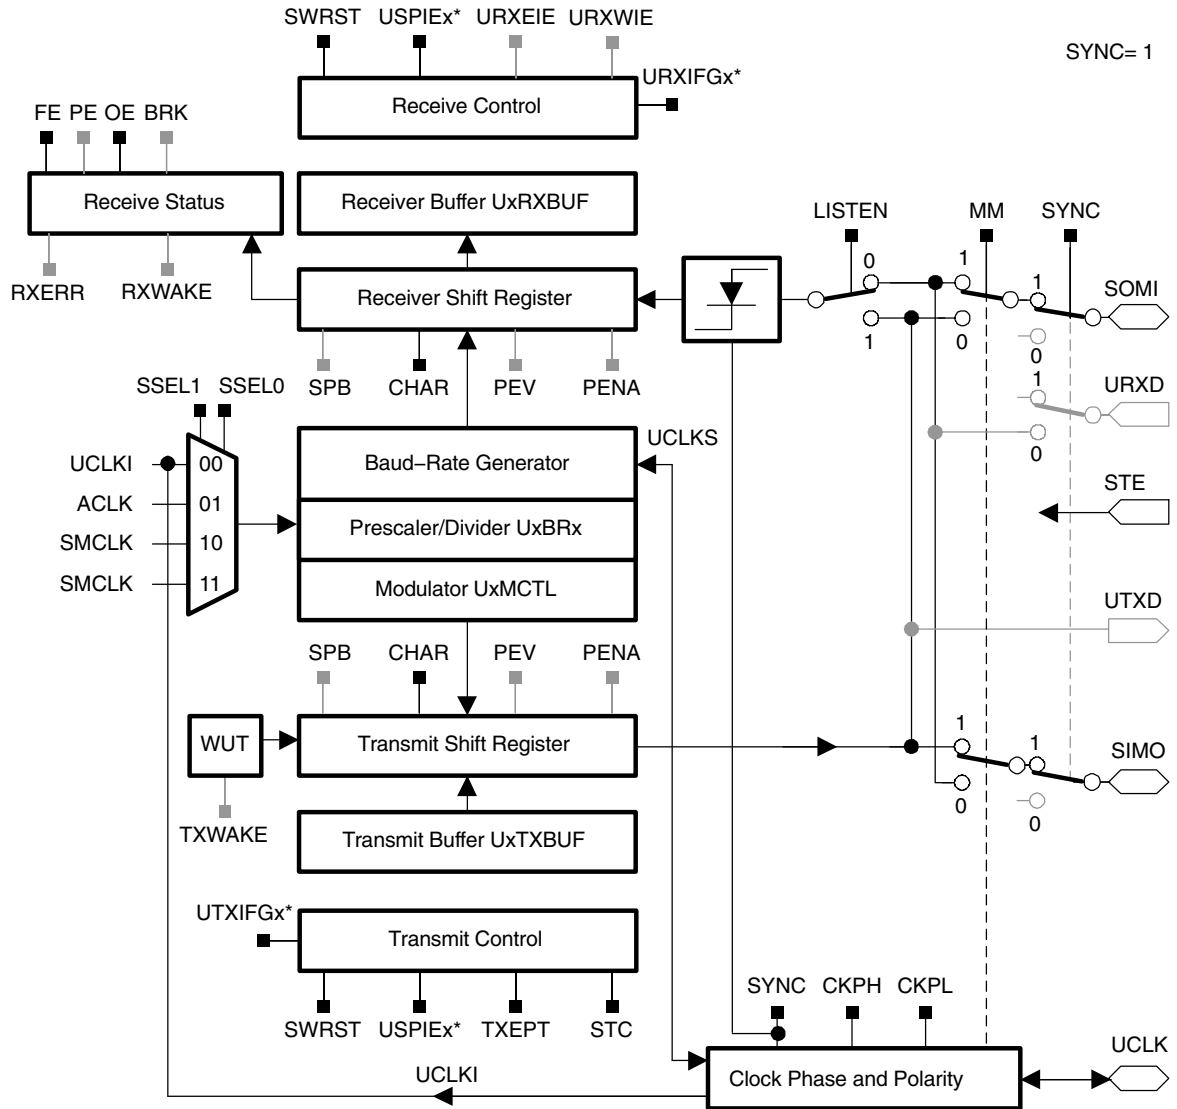 SWRST USPIEx* URXEIE URXWIE
SYNC= 1
URXIFGx*
Receive Control
FE PE OE BRK
Receive Status
Receiver Buffer UxRXBUF
LISTEN MM SYNC
RXERR RXWAKE
Receiver Shift Register
0 1 1 SOMI
1 0 0
SPB CHAR PEV PENA
SSEL1 SSEL0
1 URXD
0
UCLKS
UCLKI 00
Baud–Rate Generator
ACLK 01
STE
Prescaler/Divider UxBRx
SMCLK 10
SMCLK 11
Modulator UxMCTL
UTXD
SPB CHAR PEV PENA
WUT
Transmit Shift Register
1 1 SIMO
0 0
TXWAKE
Transmit Buffer UxTXBUF
UTXIFGx*
Transmit Control
SYNC CKPH CKPL
SWRST USPIEx* TXEPT STC
UCLK
UCLKI
Clock Phase and Polarity